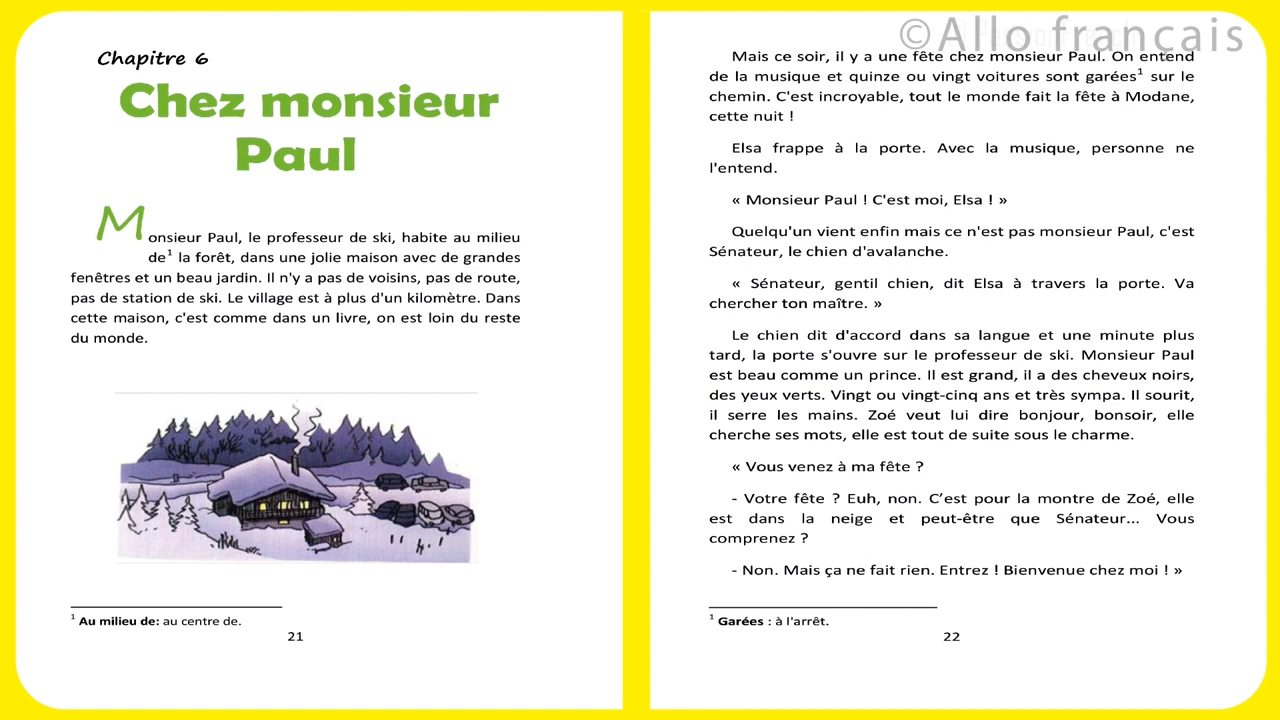 ©Allo français
Chapitre 6
Chez monsieur
Paul
Monsieur Paul, le professeur de ski, habite au milieu
de¹ la forêt, dans une jolie maison avec de grandes
fenêtres et un beau jardin. Il n'y a pas de voisins, pas de route,
pas de station de ski. Le village est à plus d'un kilomètre. Dans
cette maison, c'est comme dans un livre, on est loin du reste
du monde.
¹ Au milieu de: au centre de.
21
Mais ce soir, il y a une fête chez monsieur Paul. On entend
de la musique et quinze ou vingt voitures sont garées¹ sur le
chemin. C'est incroyable, tout le monde fait la fête à Modane,
cette nuit !
Elsa frappe à la porte. Avec la musique, personne ne
l'entend.
« Monsieur Paul ! C'est moi, Elsa ! »
Quelqu'un vient enfin mais ce n'est pas monsieur Paul, c'est
Sénateur, le chien d'avalanche.
« Sénateur, gentil chien, dit Elsa à travers la porte. Va
chercher ton maître. »
Le chien dit d'accord dans sa langue et une minute plus
tard, la porte s'ouvre sur le professeur de ski. Monsieur Paul
est beau comme un prince. Il est grand, il a des cheveux noirs,
des yeux verts. Vingt ou vingt-cinq ans et très sympa. Il sourit,
il serre les mains. Zoé veut lui dire bonjour, bonsoir, elle
cherche ses mots, elle est tout de suite sous le charme.
« Vous venez à ma fête ?
- Votre fête ? Euh, non. C’est pour la montre de Zoé, elle
est dans la neige et peut-être que Sénateur... Vous
comprenez ?
- Non. Mais ça ne fait rien. Entrez ! Bienvenue chez moi ! »
¹ Garées : à l'arrêt.
22